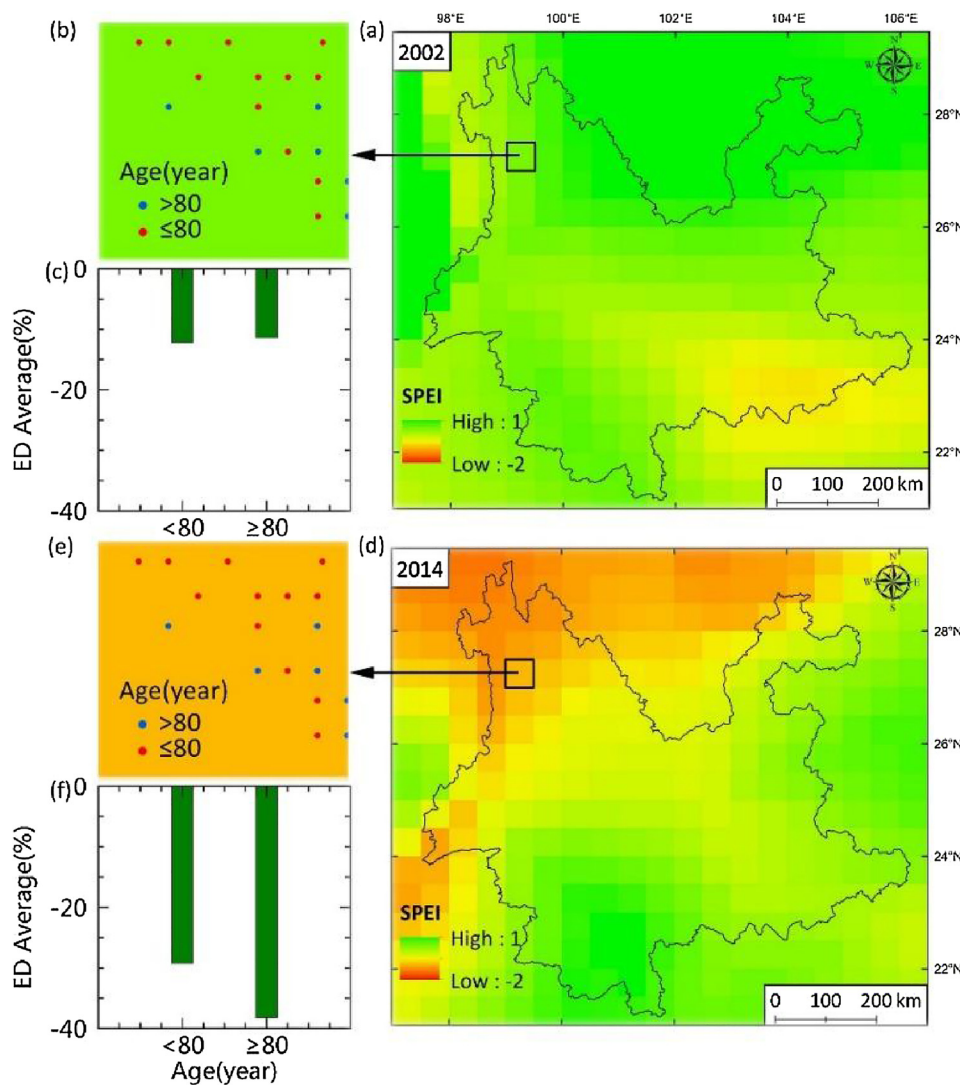 (b)
Age(year)
>80
≤80
(a)
98°E 100°E 102°E 104°E 106°E
2002
N
W E
S
28°N
26°N
24°N
22°N
SPEI
High : 1
Low : -2
0 100 200 km
(c)
0
-20
-40
ED Average(%)
<80 ≥80
(e)
Age(year)
>80
≤80
(d)
2014
N
W E
S
28°N
26°N
24°N
22°N
SPEI
High : 1
Low : -2
0 100 200 km
(f)
0
-20
-40
ED Average(%)
<80 ≥80
Age(year)